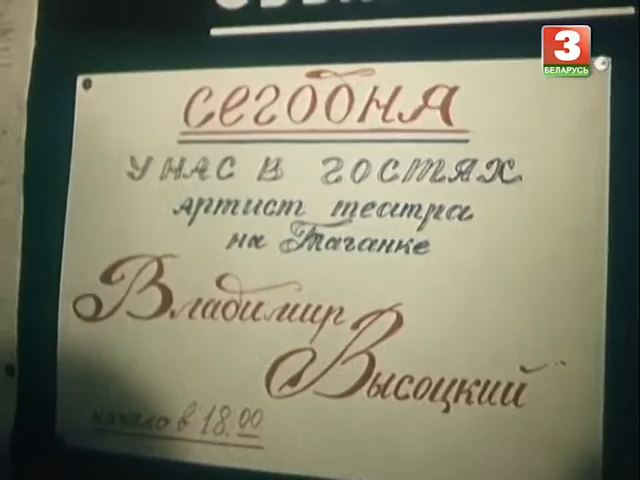 3
БЕЛАРУСЬ
сегодня
У НАС В ГОСТЯХ
артист театра
на Таганке
Владимир
Высоцкий
начало в 18.00